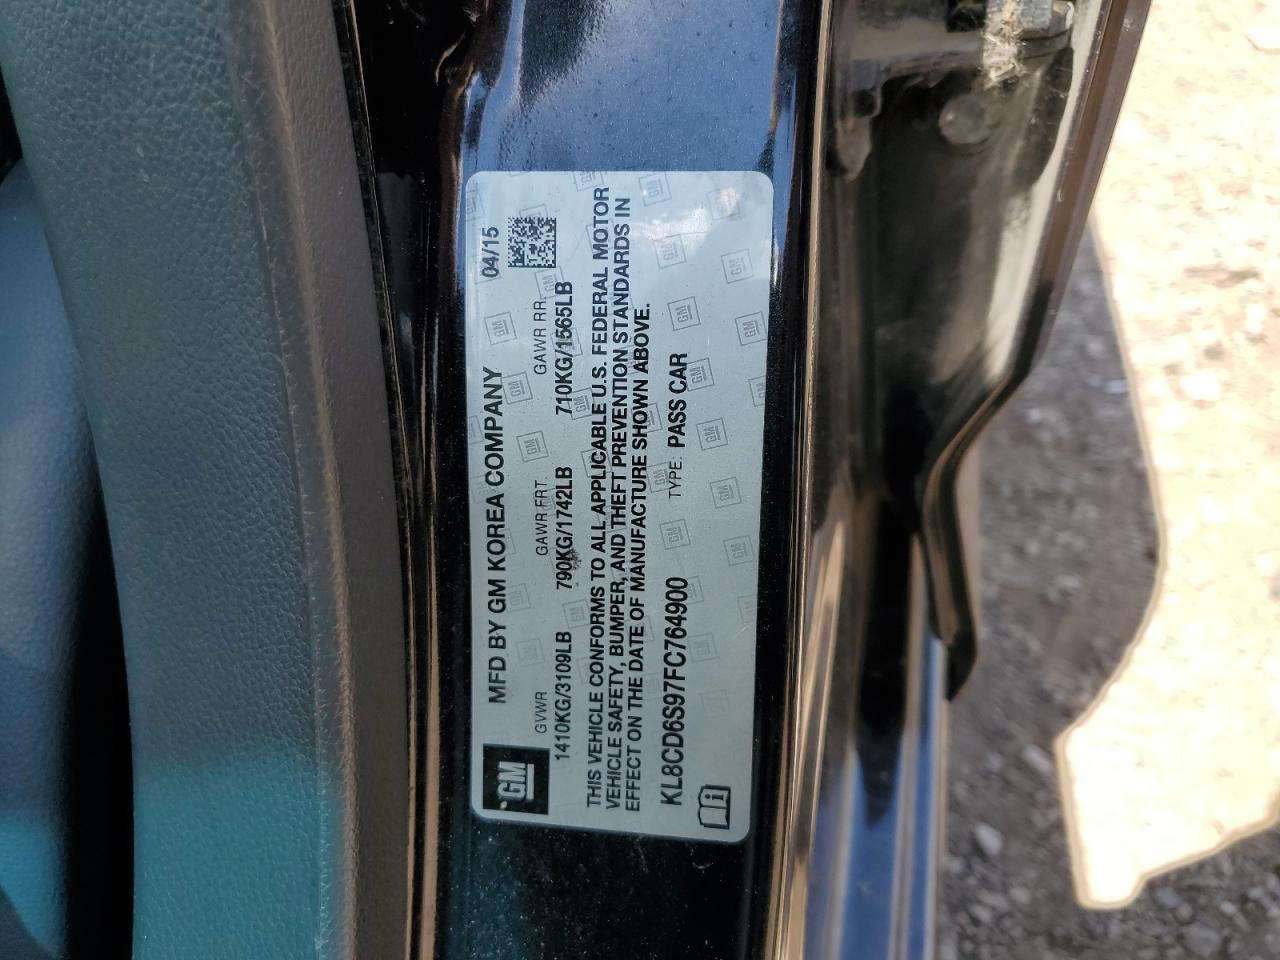 GM
MFD BY GM KOREA COMPANY 04/15
GVWR GAWR FRT. GAWR RR.
1410KG/3109LB 790KG/1742LB 710KG/1565LB
THIS VEHICLE CONFORMS TO ALL APPLICABLE U.S. FEDERAL MOTOR
VEHICLE SAFETY, BUMPER, AND THEFT PREVENTION STANDARDS IN
EFFECT ON THE DATE OF MANUFACTURE SHOWN ABOVE.
KL8CD6S97FC764900 TYPE: PASS CAR